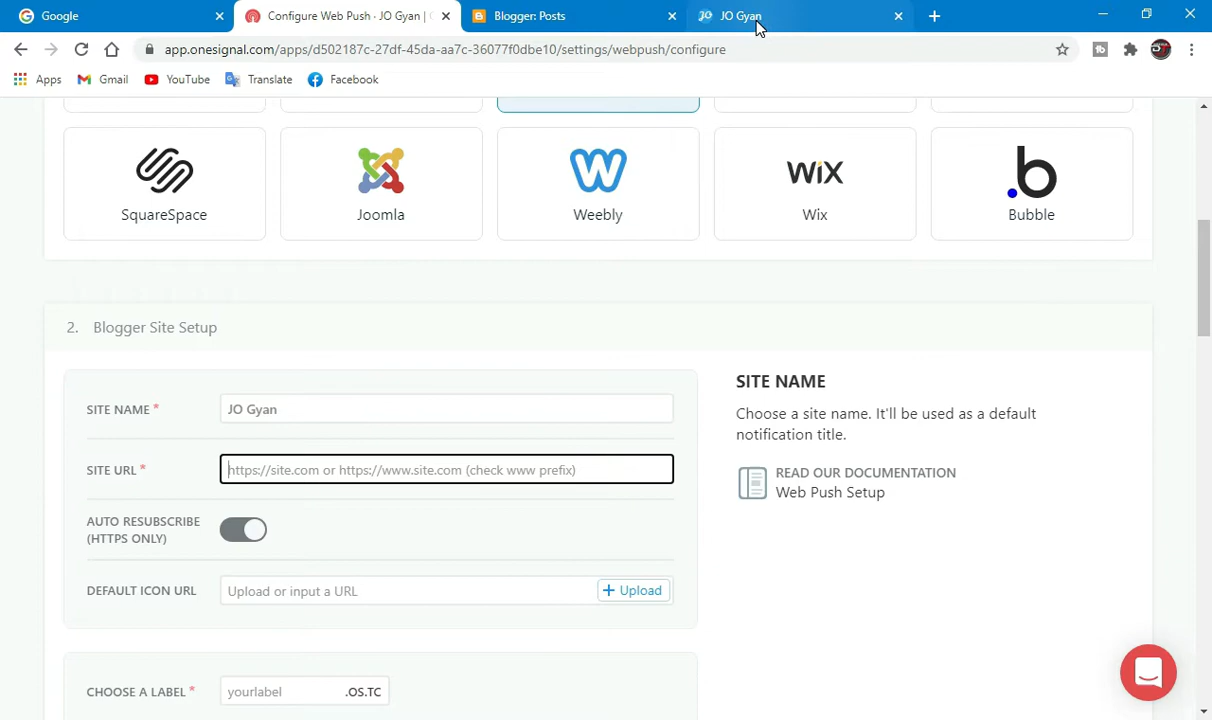 Google
Configure Web Push · JO Gyan | O
Blogger: Posts
JO Gyan
app.onesignal.com/apps/d502187c-27df-45da-aa7c-36077f4dbe10/settings/webpush/configure
Apps
Gmail
YouTube
Translate
Facebook
SquareSpace
Joomla
Weebly
WiX
Wix
Bubble
2. Blogger Site Setup
SITE NAME *
JO Gyan
SITE URL *
https://site.com or https://www.site.com (check www prefix)
AUTO RESUBSCRIBE
(HTTPS ONLY)
DEFAULT ICON URL
Upload or input a URL
+ Upload
CHOOSE A LABEL *
yourlabel
.OS.TC
SITE NAME
Choose a site name. It'll be used as a default
notification title.
READ OUR DOCUMENTATION
Web Push Setup